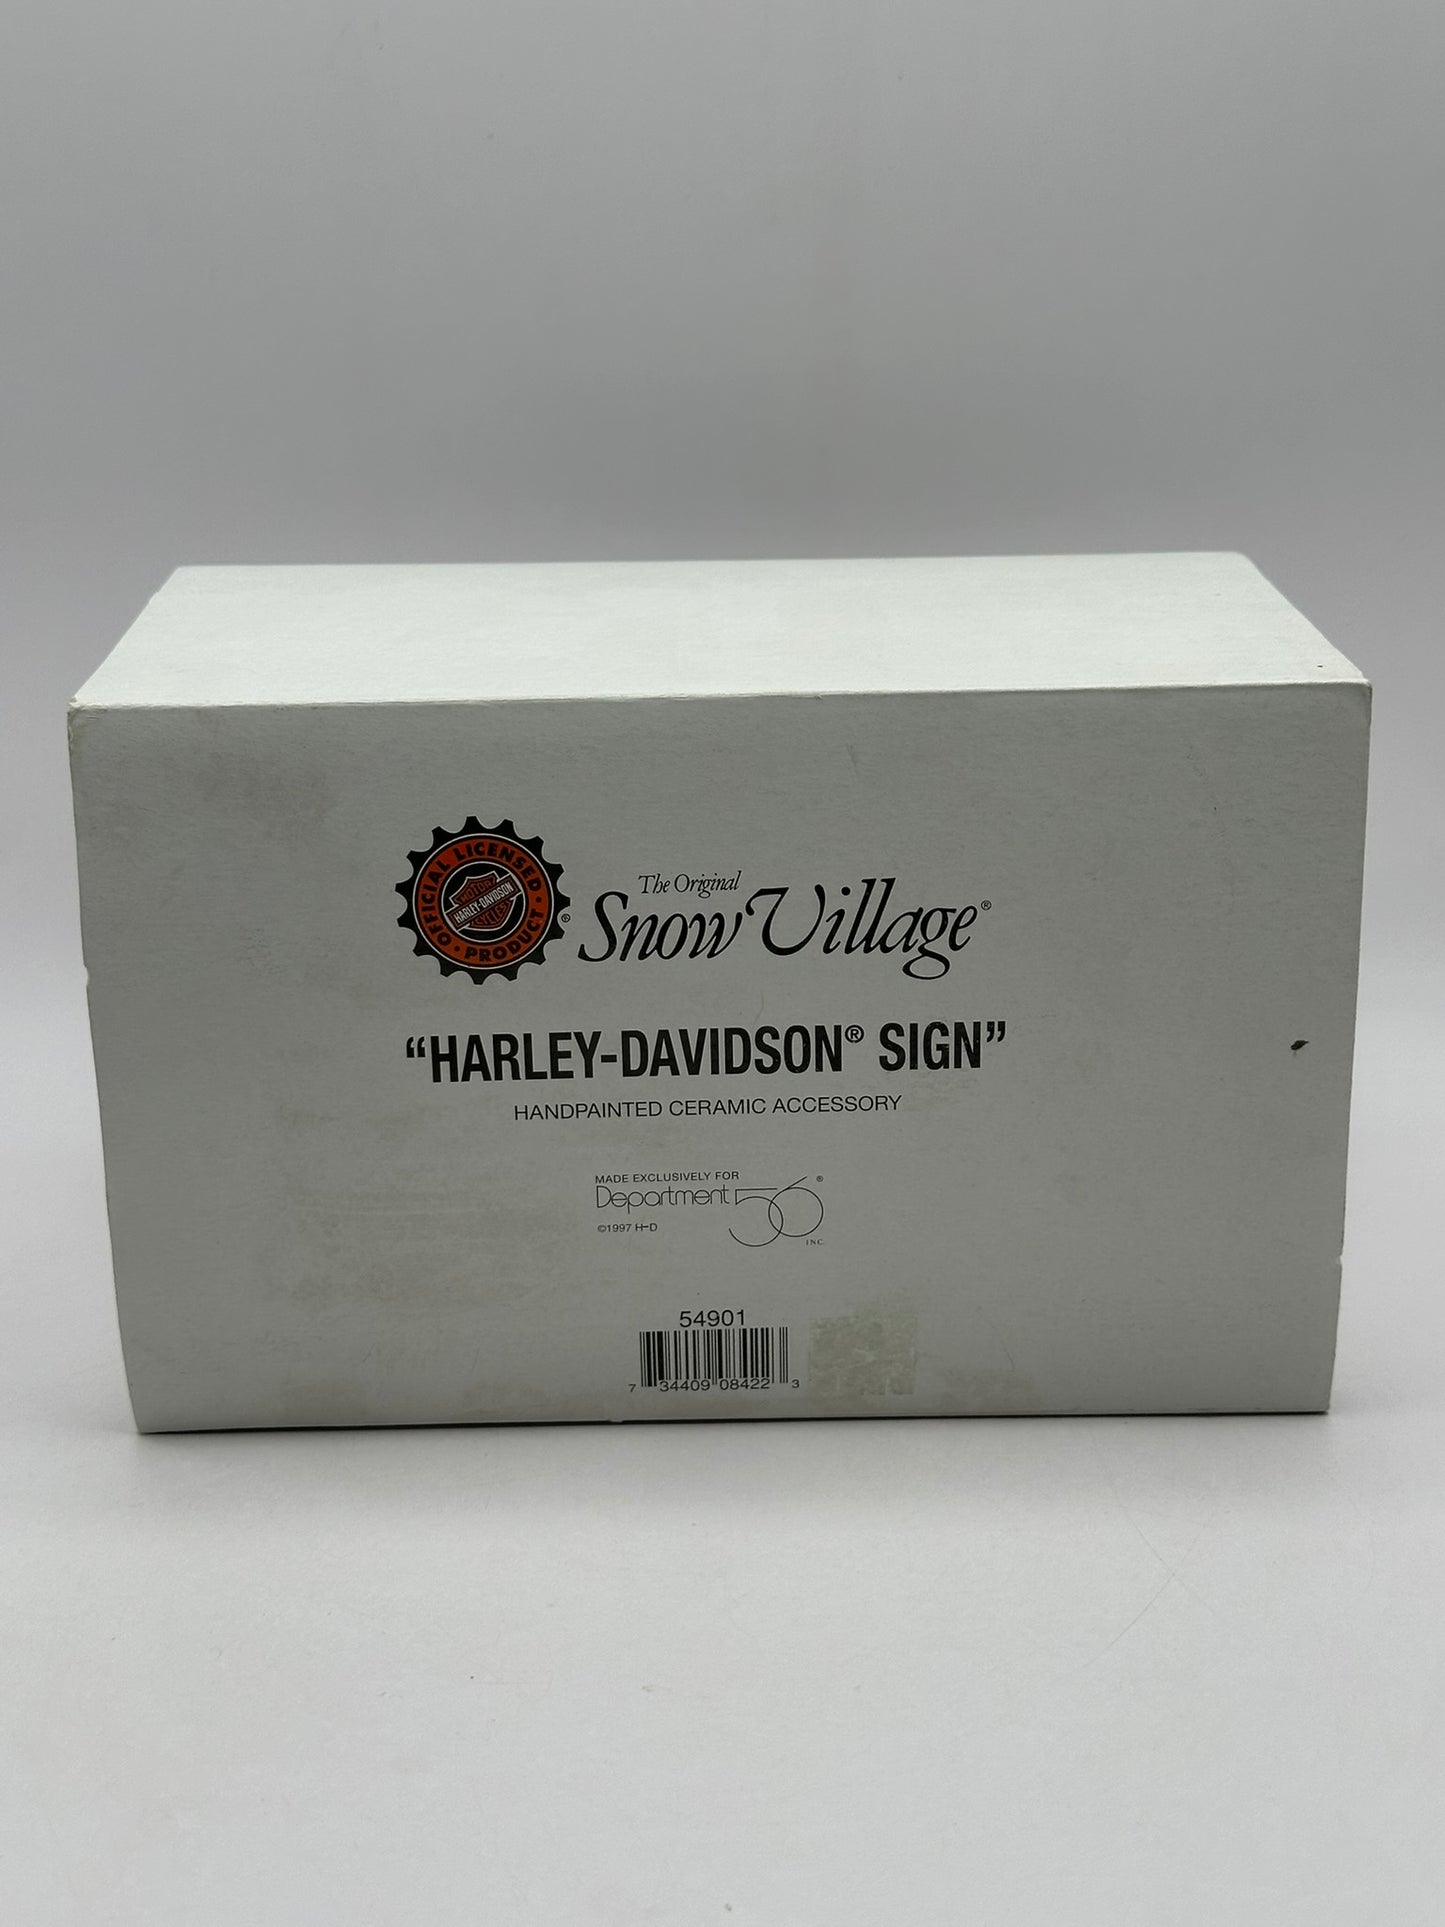 OFFICIAL LICENSED
MOTOR
HARLEY-DAVIDSON
CYCLES
• PRODUCT •
®
The Original
Snow Village®
“HARLEY-DAVIDSON® SIGN”
HANDPAINTED CERAMIC ACCESSORY
MADE EXCLUSIVELY FOR
Department 56®
©1997 H-D
INC.
54901
7 34409 08422 3